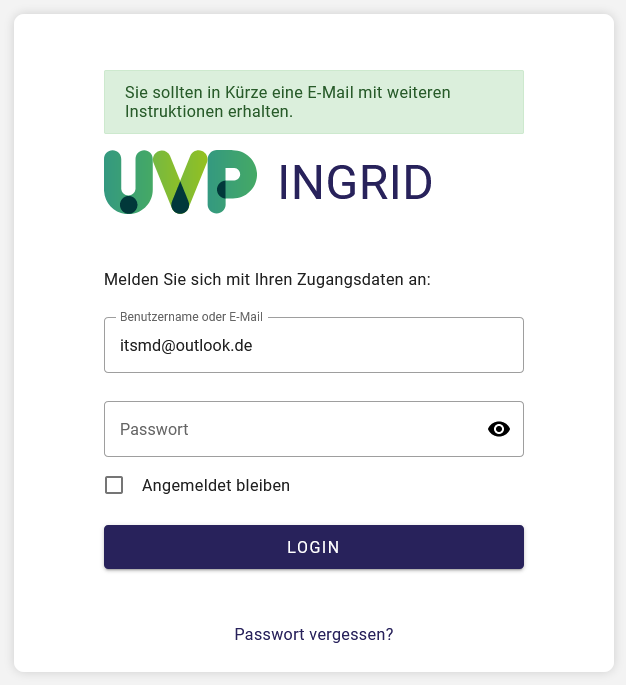 Sie sollten in Kürze eine E-Mail mit weiteren
Instruktionen erhalten.
UVP INGRID
Melden Sie sich mit Ihren Zugangsdaten an:
Benutzername oder E-Mail
itsmd@outlook.de
Passwort
Angemeldet bleiben
LOGIN
Passwort vergessen?